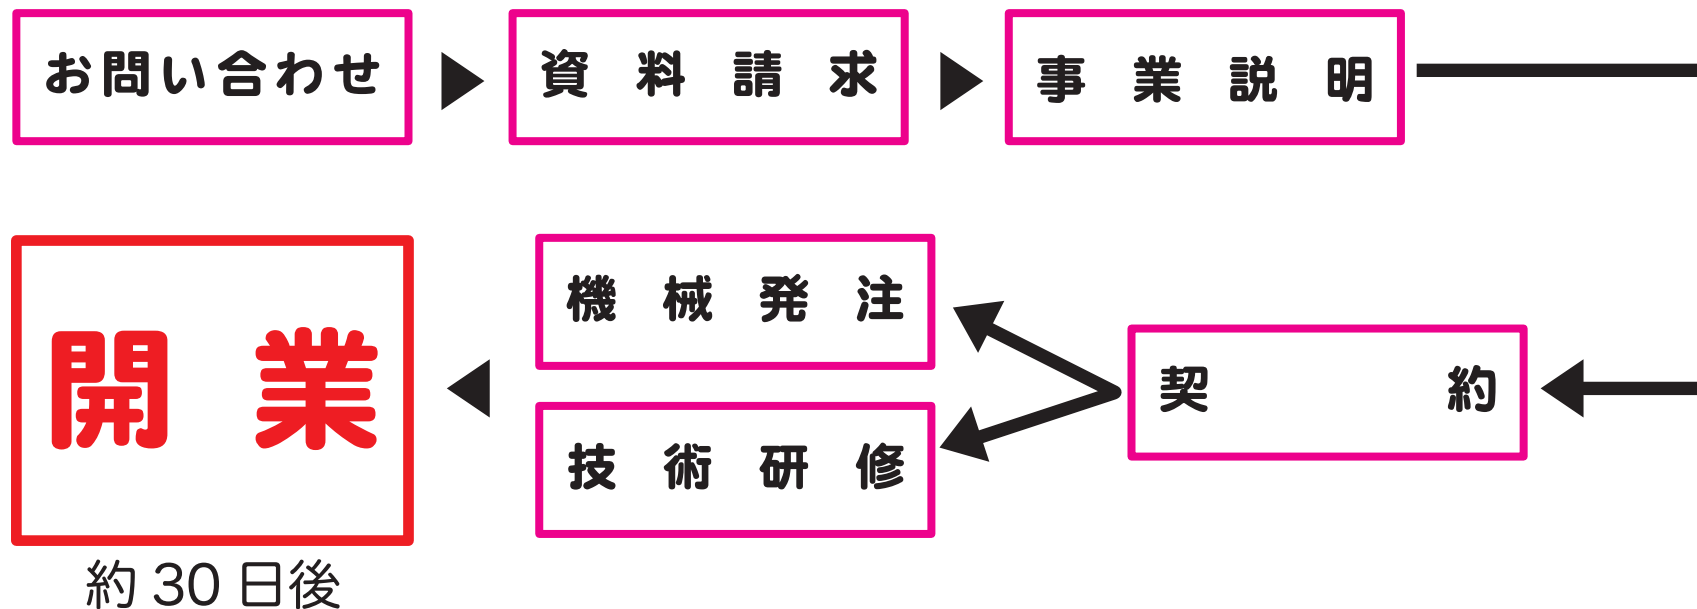 お問い合わせ
資料請求
事業説明
契約
機械発注
技術研修
開業
約30日後